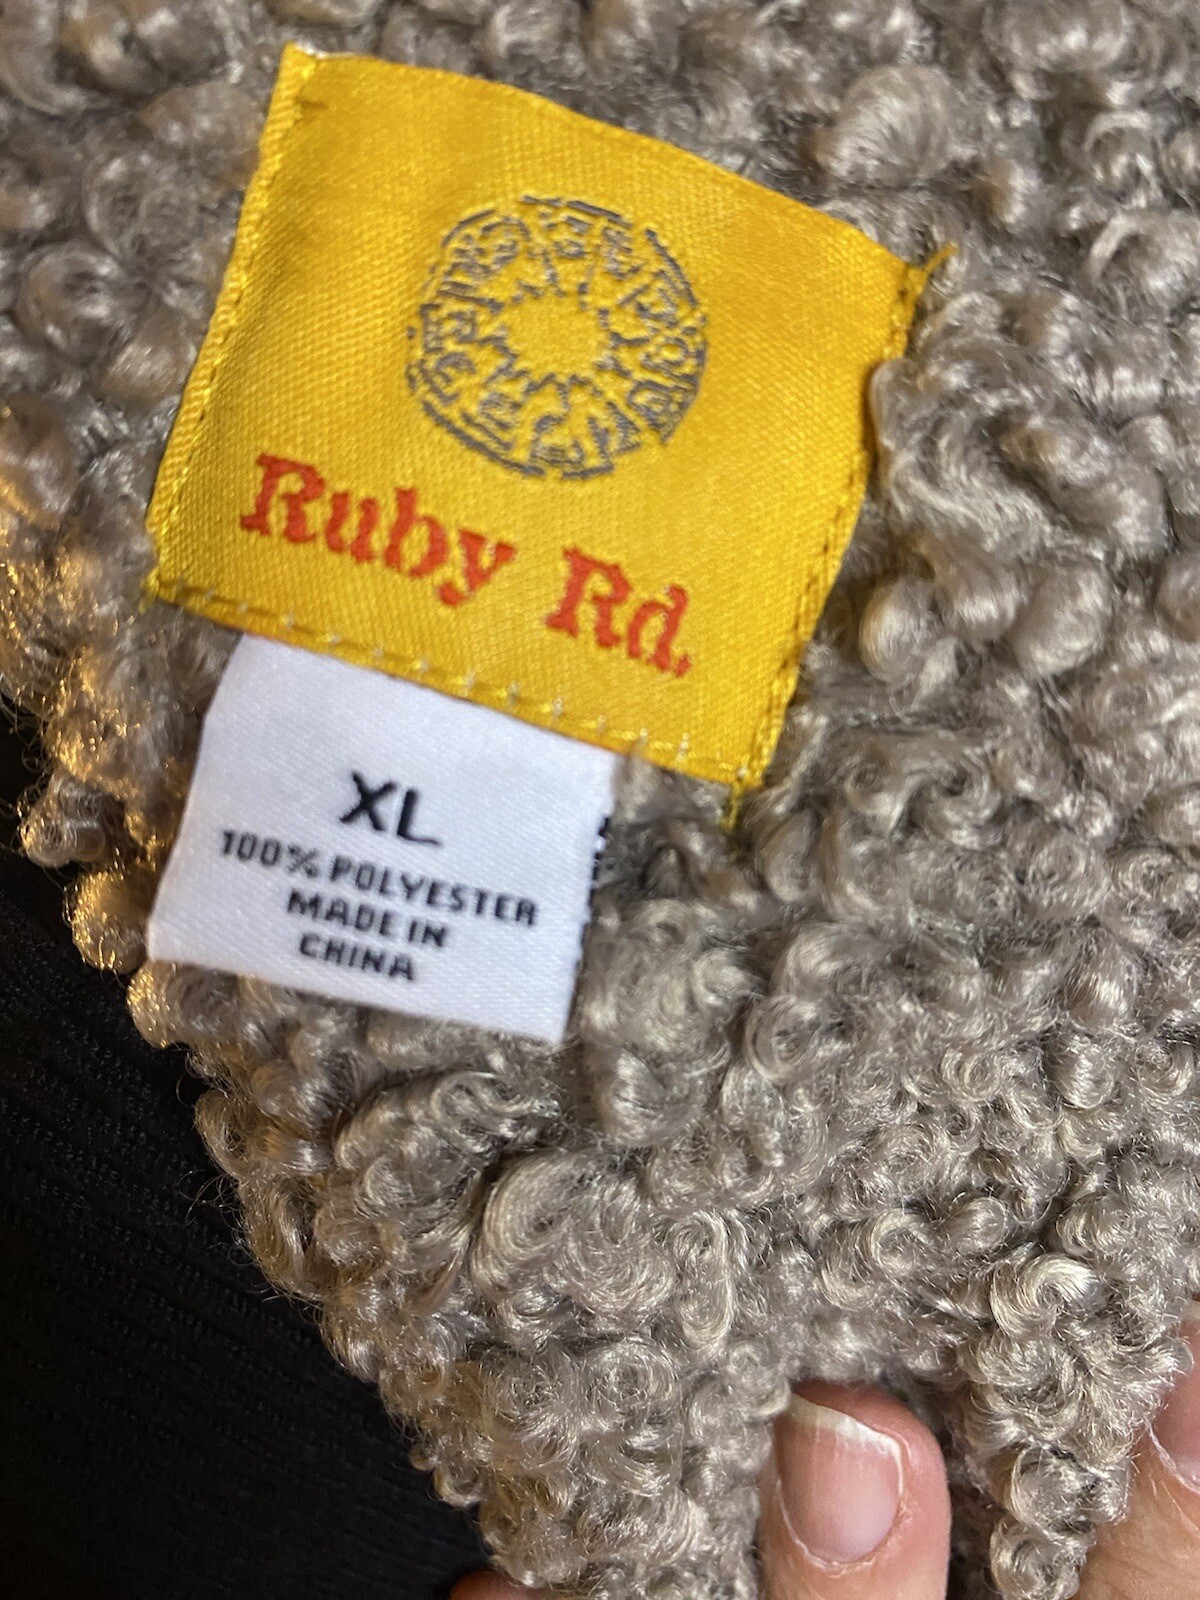 Ruby Rd.
XL
100% POLYESTER
MADE IN
CHINA